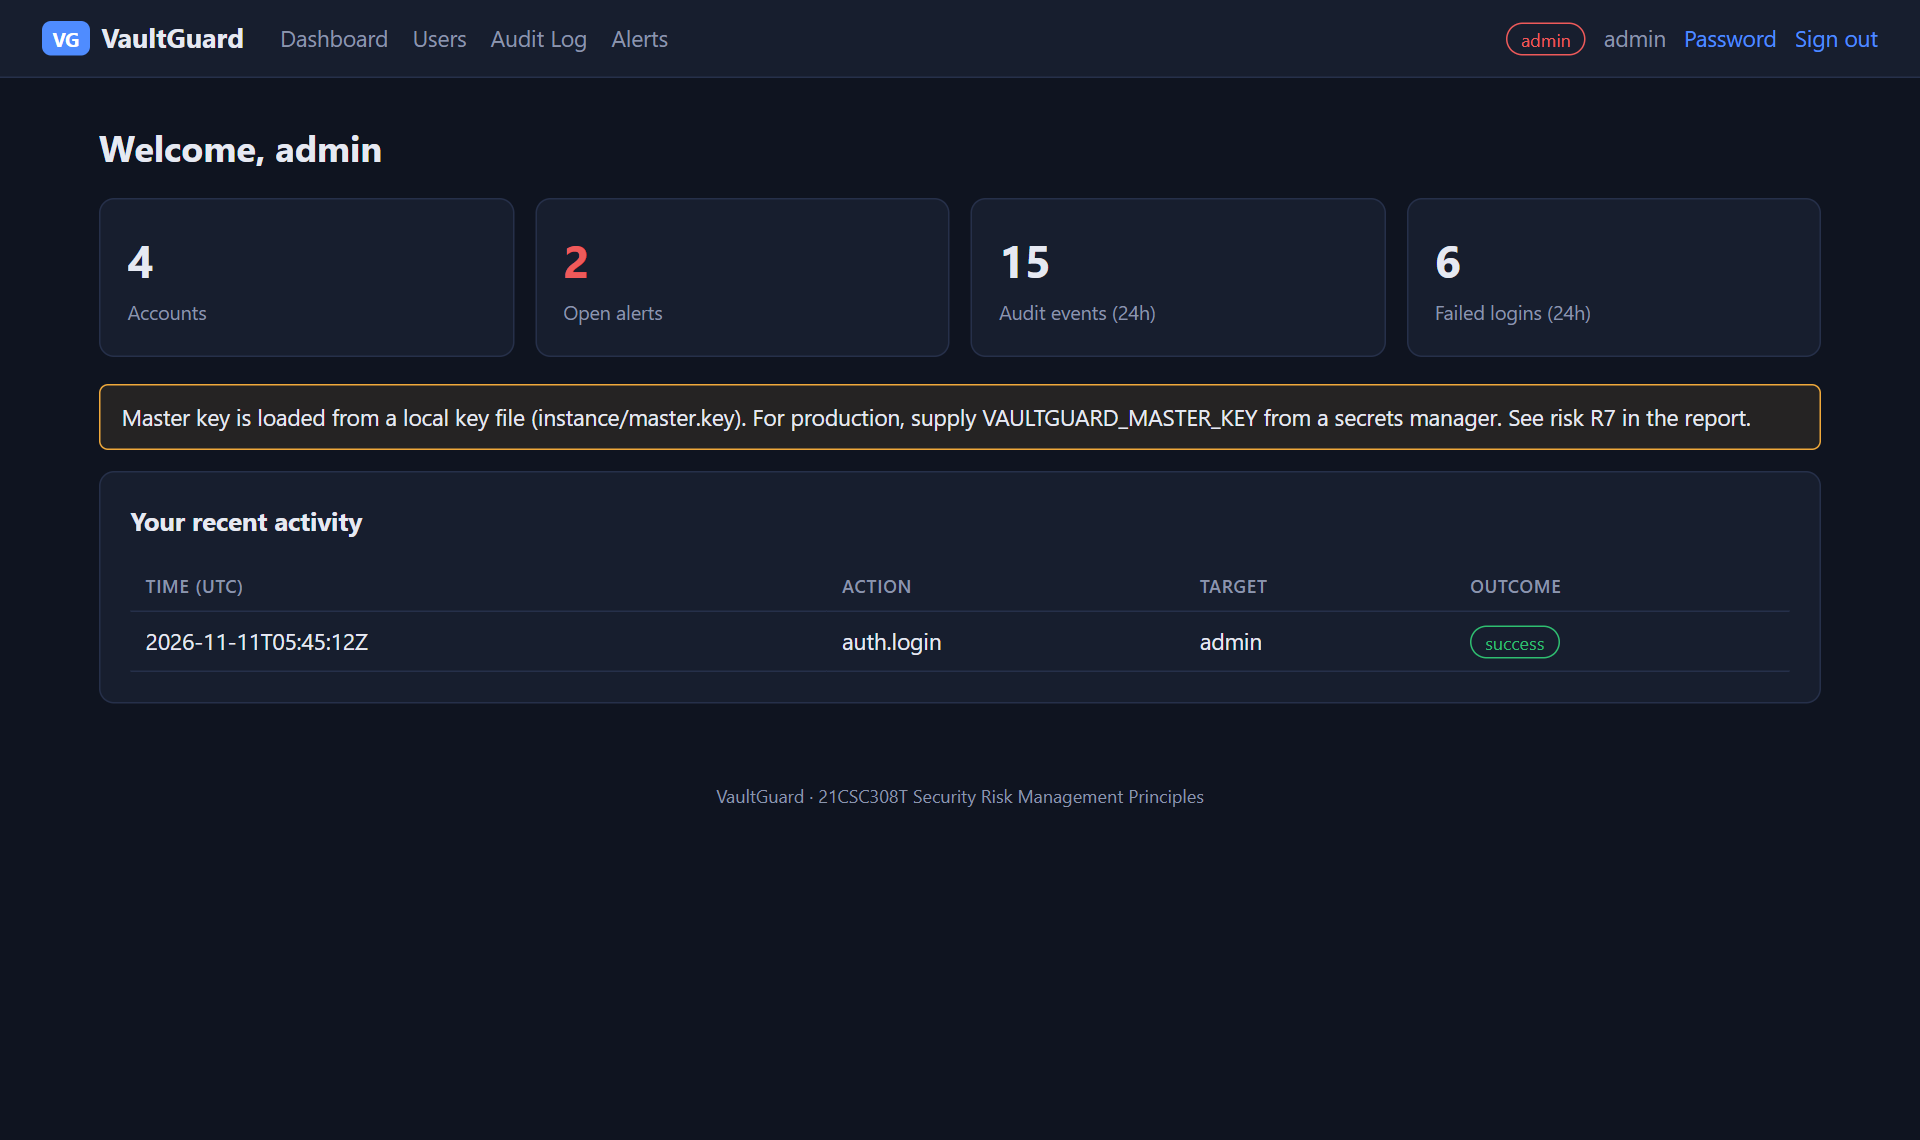 VG VaultGuard Dashboard Users Audit Log Alerts admin admin Password Sign out
Welcome, admin
4 2 15 6
Accounts Open alerts Audit events (24h) Failed logins (24h)
Master key is loaded from a local key file (instance/master.key). For production, supply VAULTGUARD_MASTER_KEY from a secrets manager. See risk R7 in the report.
Your recent activity
TIME (UTC) ACTION TARGET OUTCOME
2026-11-11T05:45:12Z auth.login admin success
VaultGuard · 21CSC308T Security Risk Management Principles